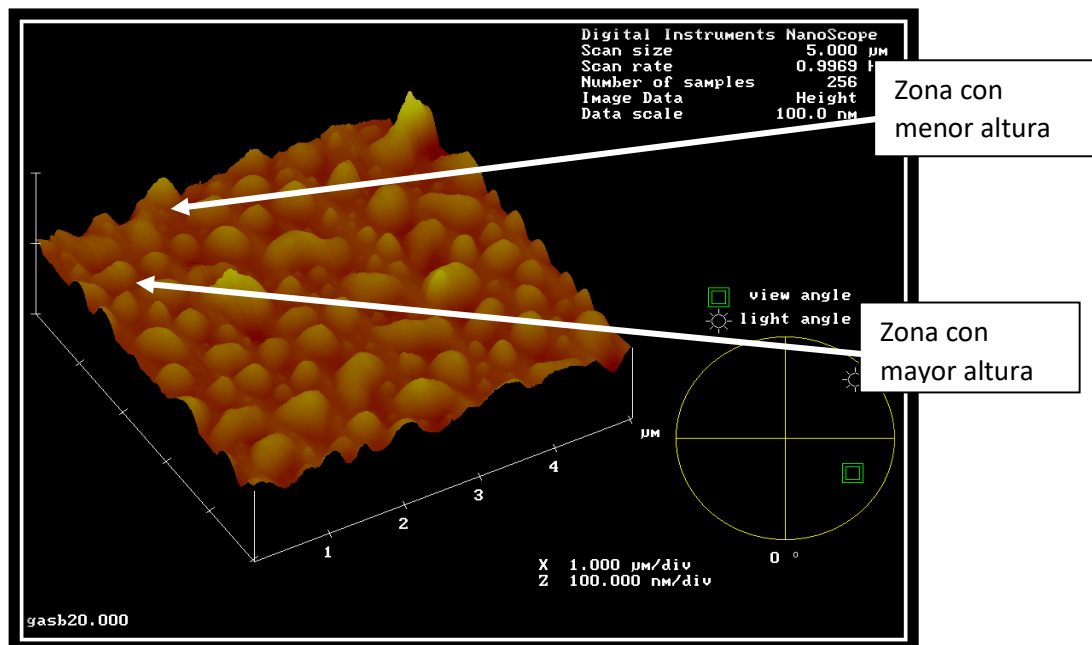 Digital Instruments NanoScope
Scan size 5.000 µm
Scan rate 0.9969
Number of samples 256
Image Data Height
Data scale 100.0 nm
Zona con
menor altura
view angle
light angle
Zona con
mayor altura
µm
4
3
2
1
0 °
X 1.000 µm/div
Z 100.000 nm/div
gasb20.000